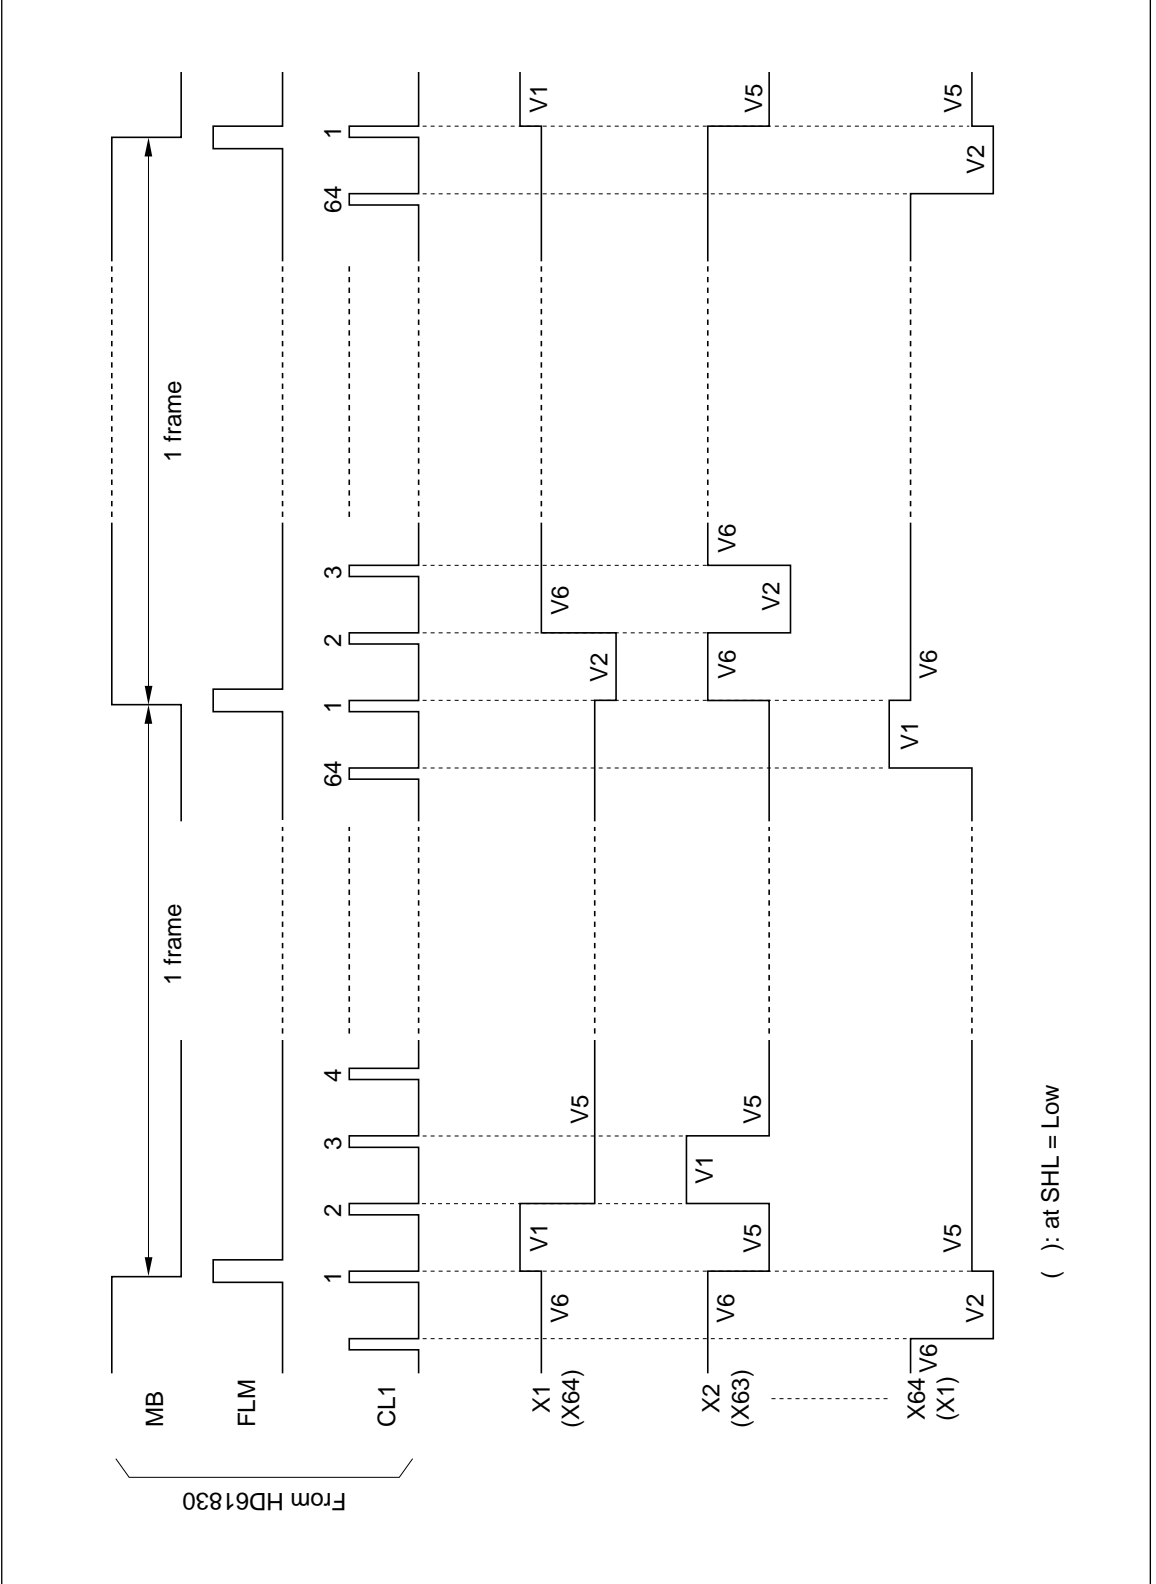 From HD61830
MB
1 frame
1 frame
FLM
CL1
1
2
3
4
64
1
2
3
64
1
X1
(X64)
V6
V1
V5
V2
V6
V1
X2
(X63)
V6
V5
V1
V5
V6
V2
V6
V5
X64
(X1)
V6
V2
V5
V1
V6
V2
V5
( ): at SHL = Low